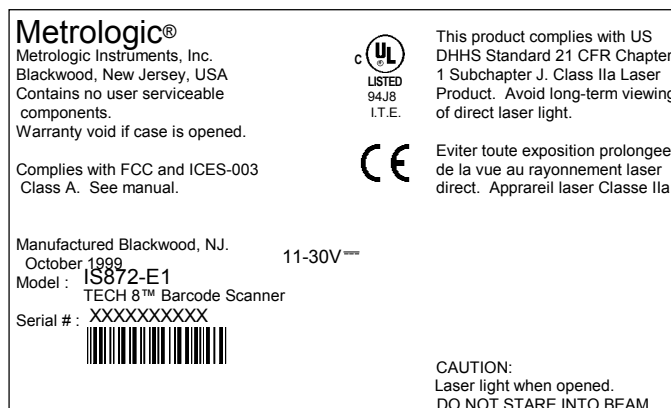 Metrologic®
Metrologic Instruments, Inc.
Blackwood, New Jersey, USA
Contains no user serviceable
components.
Warranty void if case is opened.
Complies with FCC and ICES-003
Class A. See manual.
Manufactured Blackwood, NJ.
October 1999
Model : IS872-E1
TECH 8™ Barcode Scanner
Serial # : XXXXXXXXXX
11-30V
C UL ®
LISTED
94J8
I.T.E.
CE
This product complies with US
DHHS Standard 21 CFR Chapter
1 Subchapter J. Class IIa Laser
Product. Avoid long-term viewing
of direct laser light.
Eviter toute exposition prolongee
de la vue au rayonnement laser
direct. Apprareil laser Classe IIa
CAUTION:
Laser light when opened.
DO NOT STARE INTO BEAM